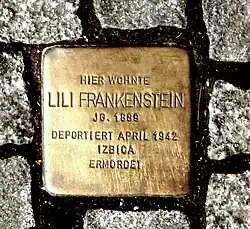 HIER WOHNTE
LILI FRANKENSTEIN
JG. 1889
DEPORTIERT APRIL 1942
IZBICA
ERMORDET